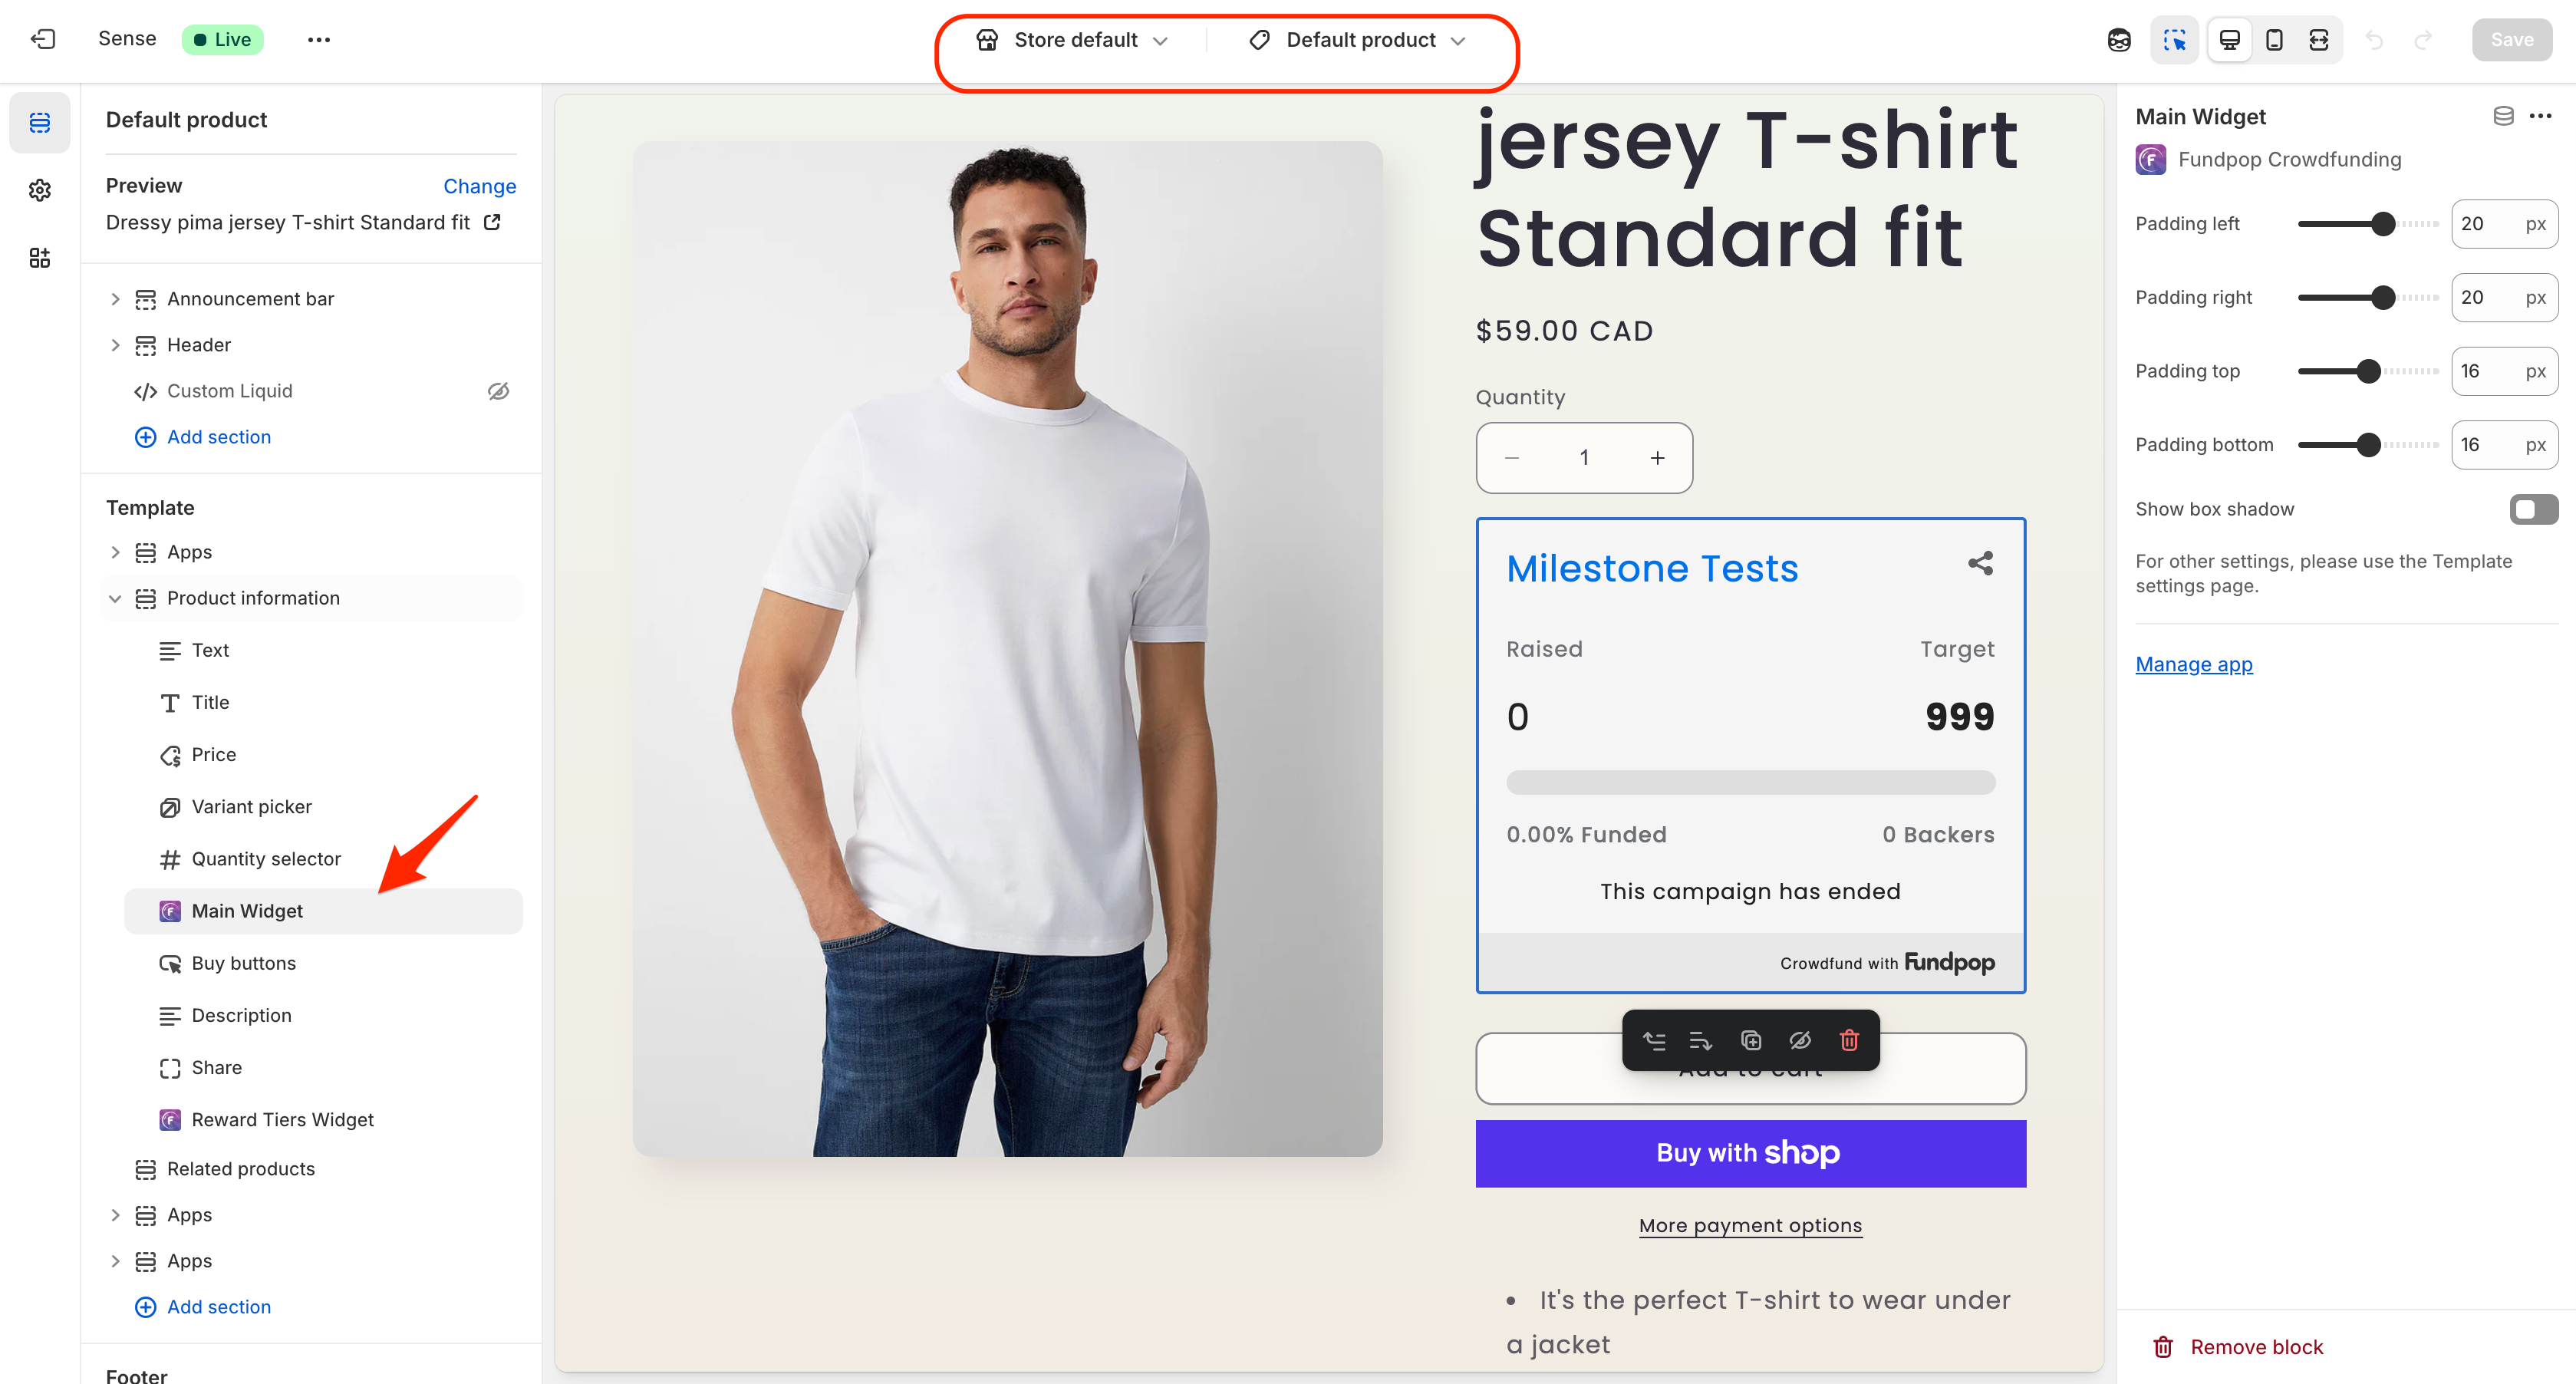 Sense
Live
Store default
Default product
Save
Default product
Preview
Change
Dressy pima jersey T-shirt Standard fit
Announcement bar
Header
Custom Liquid
Add section
Template
Apps
Product information
Text
Title
Price
Variant picker
Quantity selector
Main Widget
Buy buttons
Description
Share
Reward Tiers Widget
Related products
Apps
Apps
Add section
Footer
jersey T-shirt
Standard fit
$59.00 CAD
Quantity
1
Milestone Tests
Raised
Target
0
999
0.00% Funded
0 Backers
This campaign has ended
Crowdfund with Fundpop
Add to cart
Buy with shop
More payment options
It's the perfect T-shirt to wear under
a jacket
Main Widget
Fundpop Crowdfunding
Padding left
20 px
Padding right
20 px
Padding top
16 px
Padding bottom
16 px
Show box shadow
For other settings, please use the Template
settings page.
Manage app
Remove block